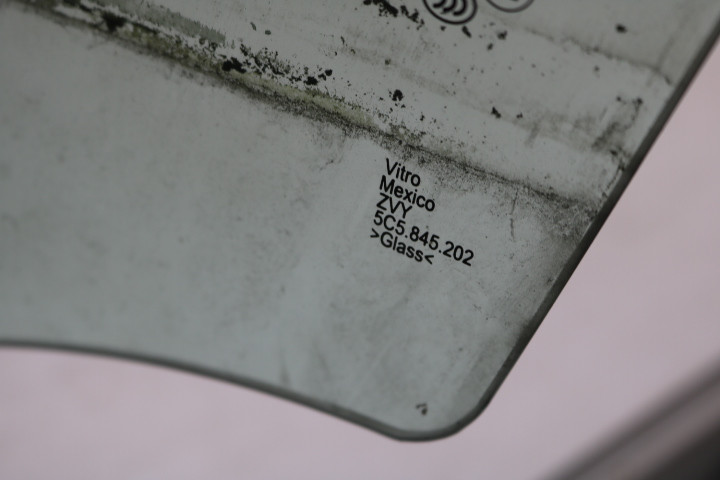 Vitro
Mexico
ZVY
5C5.845.202
>Glass<